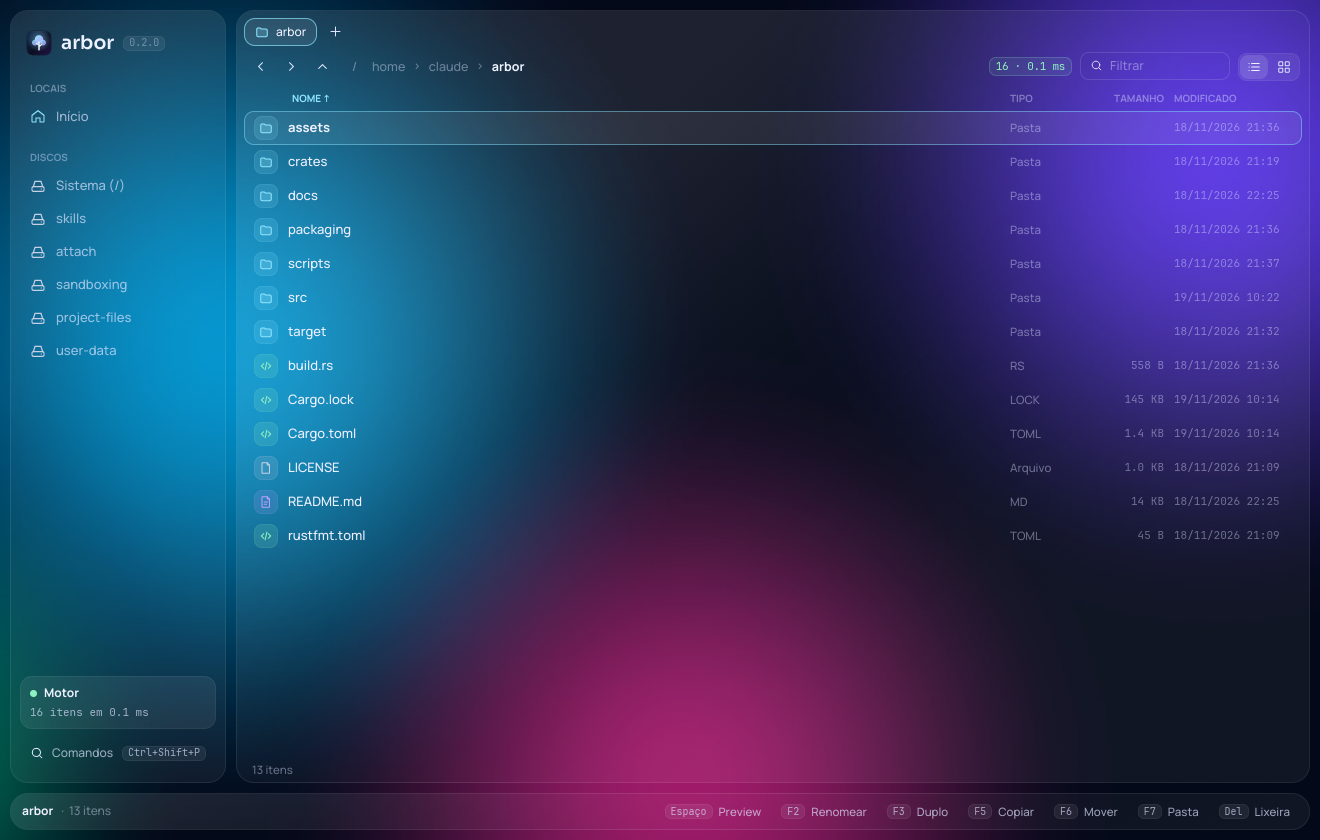 arbor 0.2.0
LOCAIS
Início
DISCOS
Sistema (/)
skills
attach
sandboxing
project-files
user-data
Motor
16 itens em 0.1 ms
Comandos Ctrl+Shift+P
arbor +
/ home › claude › arbor
16 · 0.1 ms
Filtrar
NOME ↑ TIPO TAMANHO MODIFICADO
assets Pasta 18/11/2026 21:36
crates Pasta 18/11/2026 21:19
docs Pasta 18/11/2026 22:25
packaging Pasta 18/11/2026 21:36
scripts Pasta 18/11/2026 21:37
src Pasta 19/11/2026 10:22
target Pasta 18/11/2026 21:32
build.rs RS 558 B 18/11/2026 21:36
Cargo.lock LOCK 145 KB 19/11/2026 10:14
Cargo.toml TOML 1.4 KB 19/11/2026 10:14
LICENSE Arquivo 1.0 KB 18/11/2026 21:09
README.md MD 14 KB 18/11/2026 22:25
rustfmt.toml TOML 45 B 18/11/2026 21:09
13 itens
arbor · 13 itens
Espaço Preview F2 Renomear F3 Duplo F5 Copiar F6 Mover F7 Pasta Del Lixeira